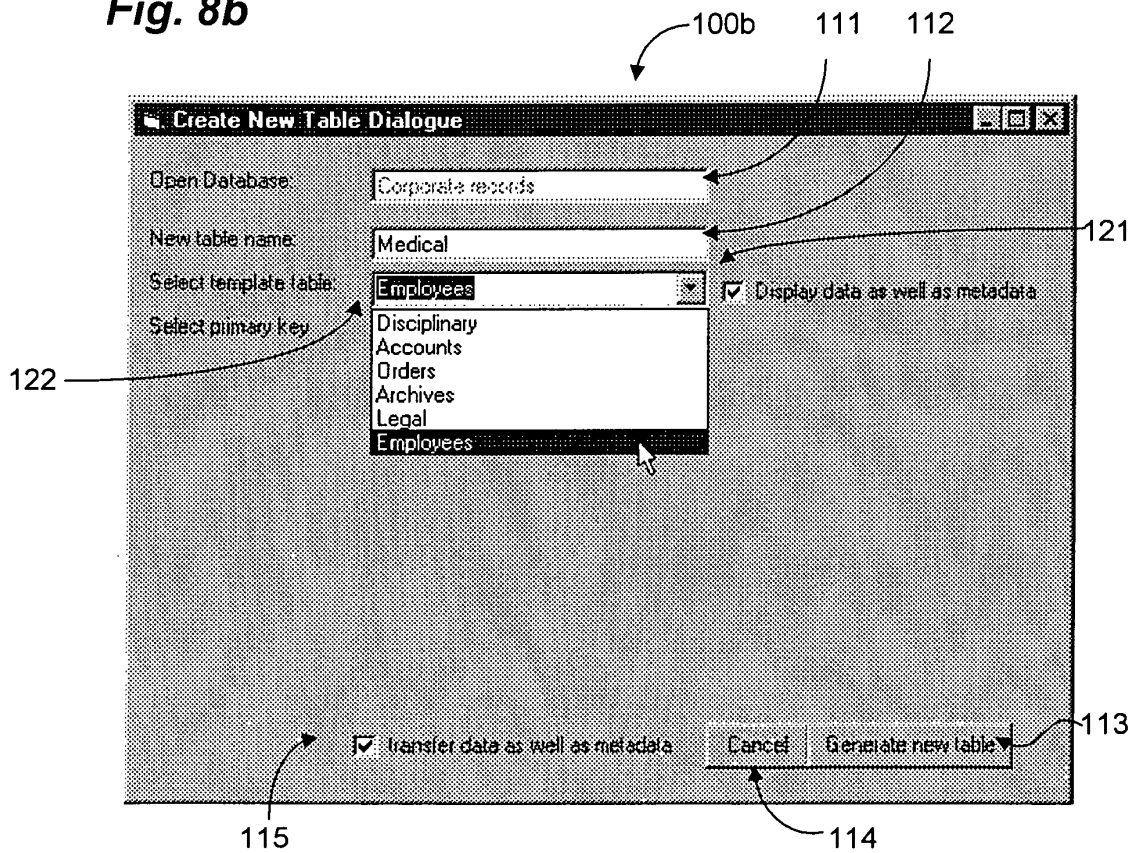 Fig. 8b
100b 111 112
Create New Table Dialogue
Open Database: Corporate records
New table name: Medical
121
Select template table: Employees Display data as well as metadata
Select primary key
Disciplinary
Accounts
122
Orders
Archives
Legal
Employees
Transfer data as well as metadata Cancel Generate new table
113
115 114